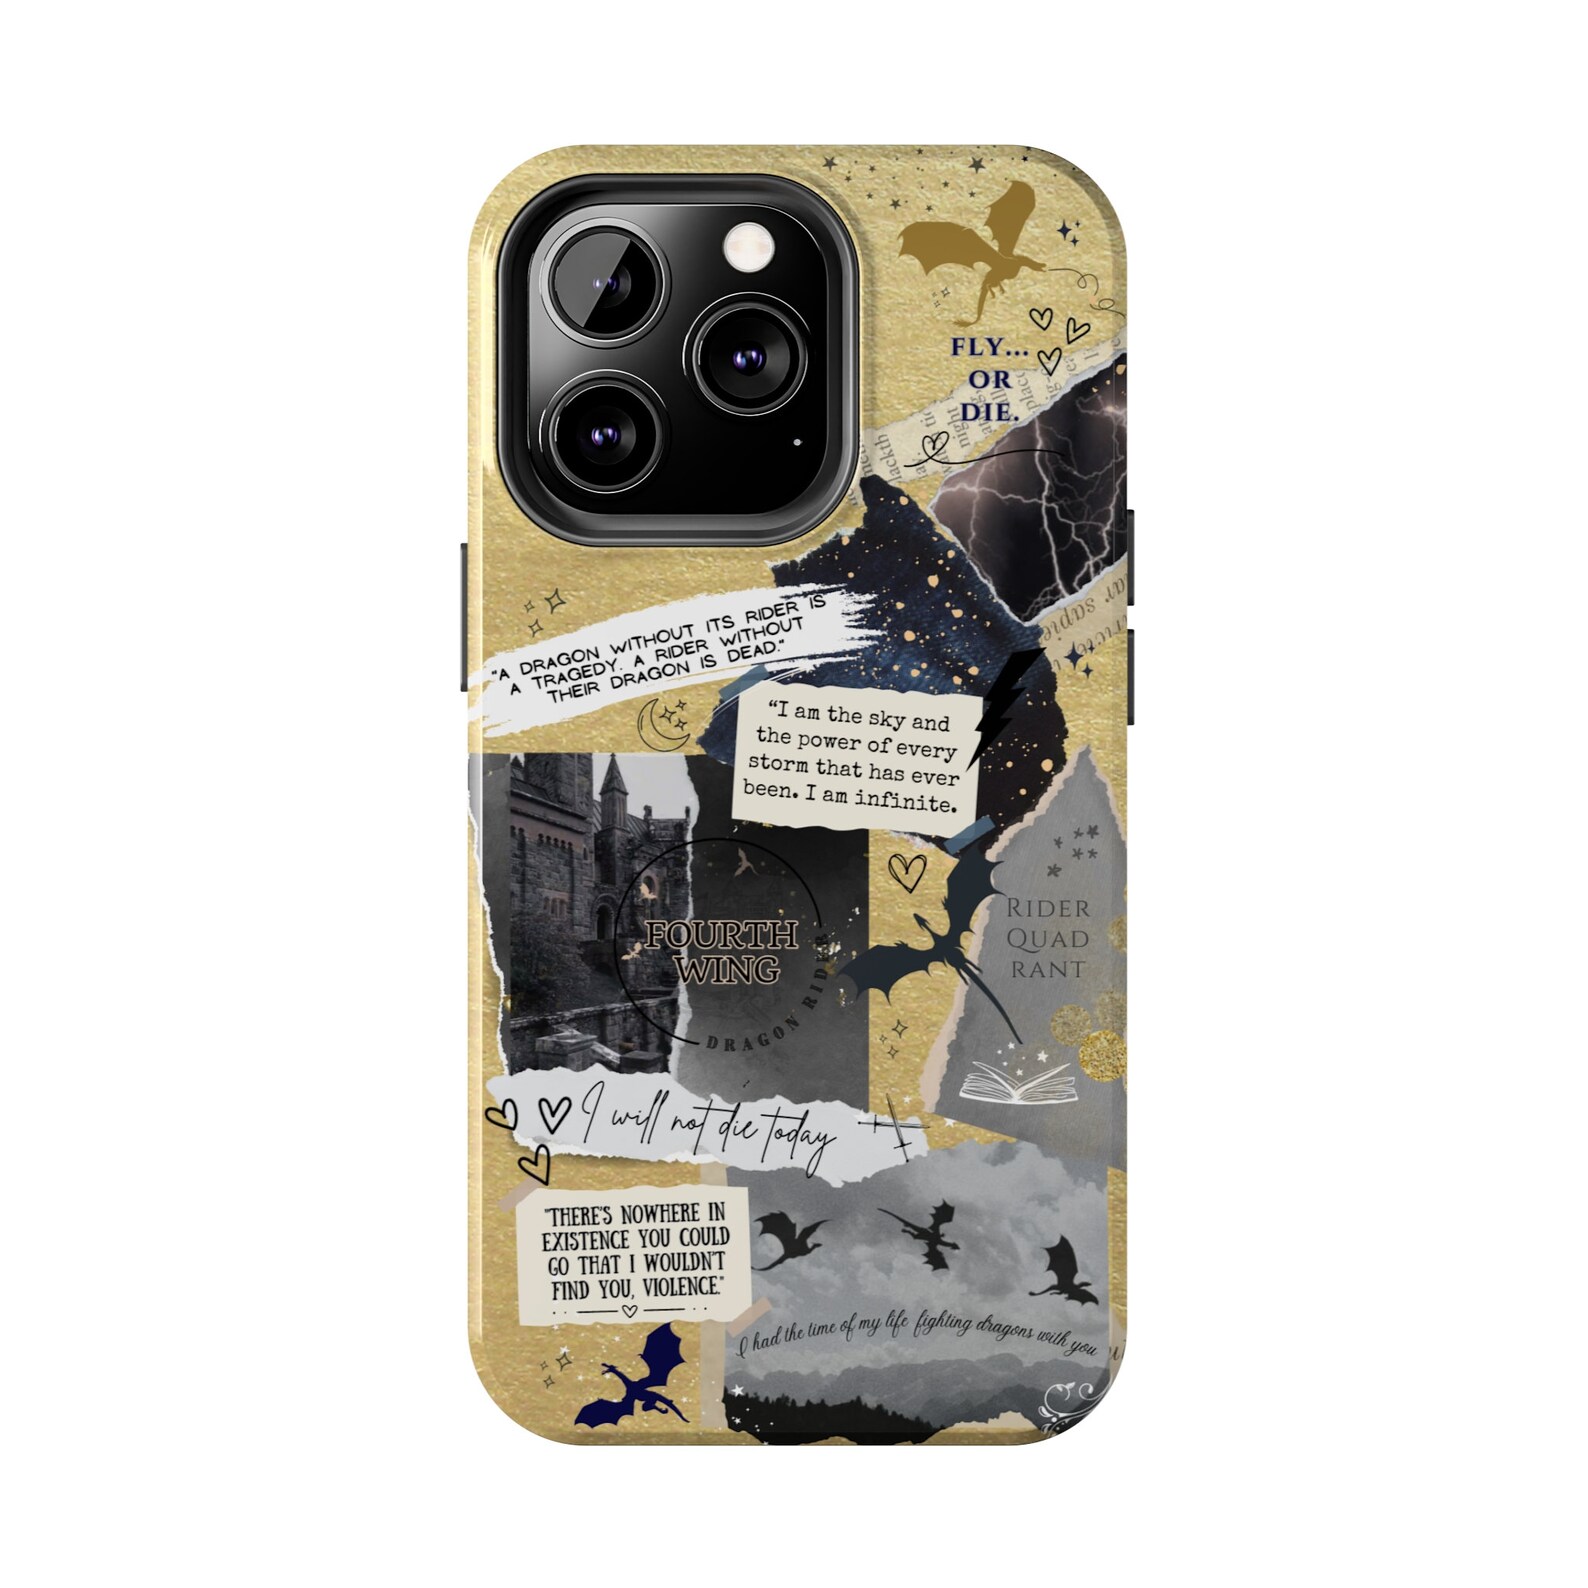 FLY...
OR
DIE.
"A DRAGON WITHOUT ITS RIDER IS
A TRAGEDY. A RIDER WITHOUT
THEIR DRAGON IS DEAD."
“I am the sky and
the power of every
storm that has ever
been. I am infinite.
FOURTH
WING
DRAGON RIDER
RIDER
QUAD
RANT
I will not die today
"THERE'S NOWHERE IN
EXISTENCE YOU COULD
GO THAT I WOULDN'T
FIND YOU, VIOLENCE."
I had the time of my life fighting dragons with you